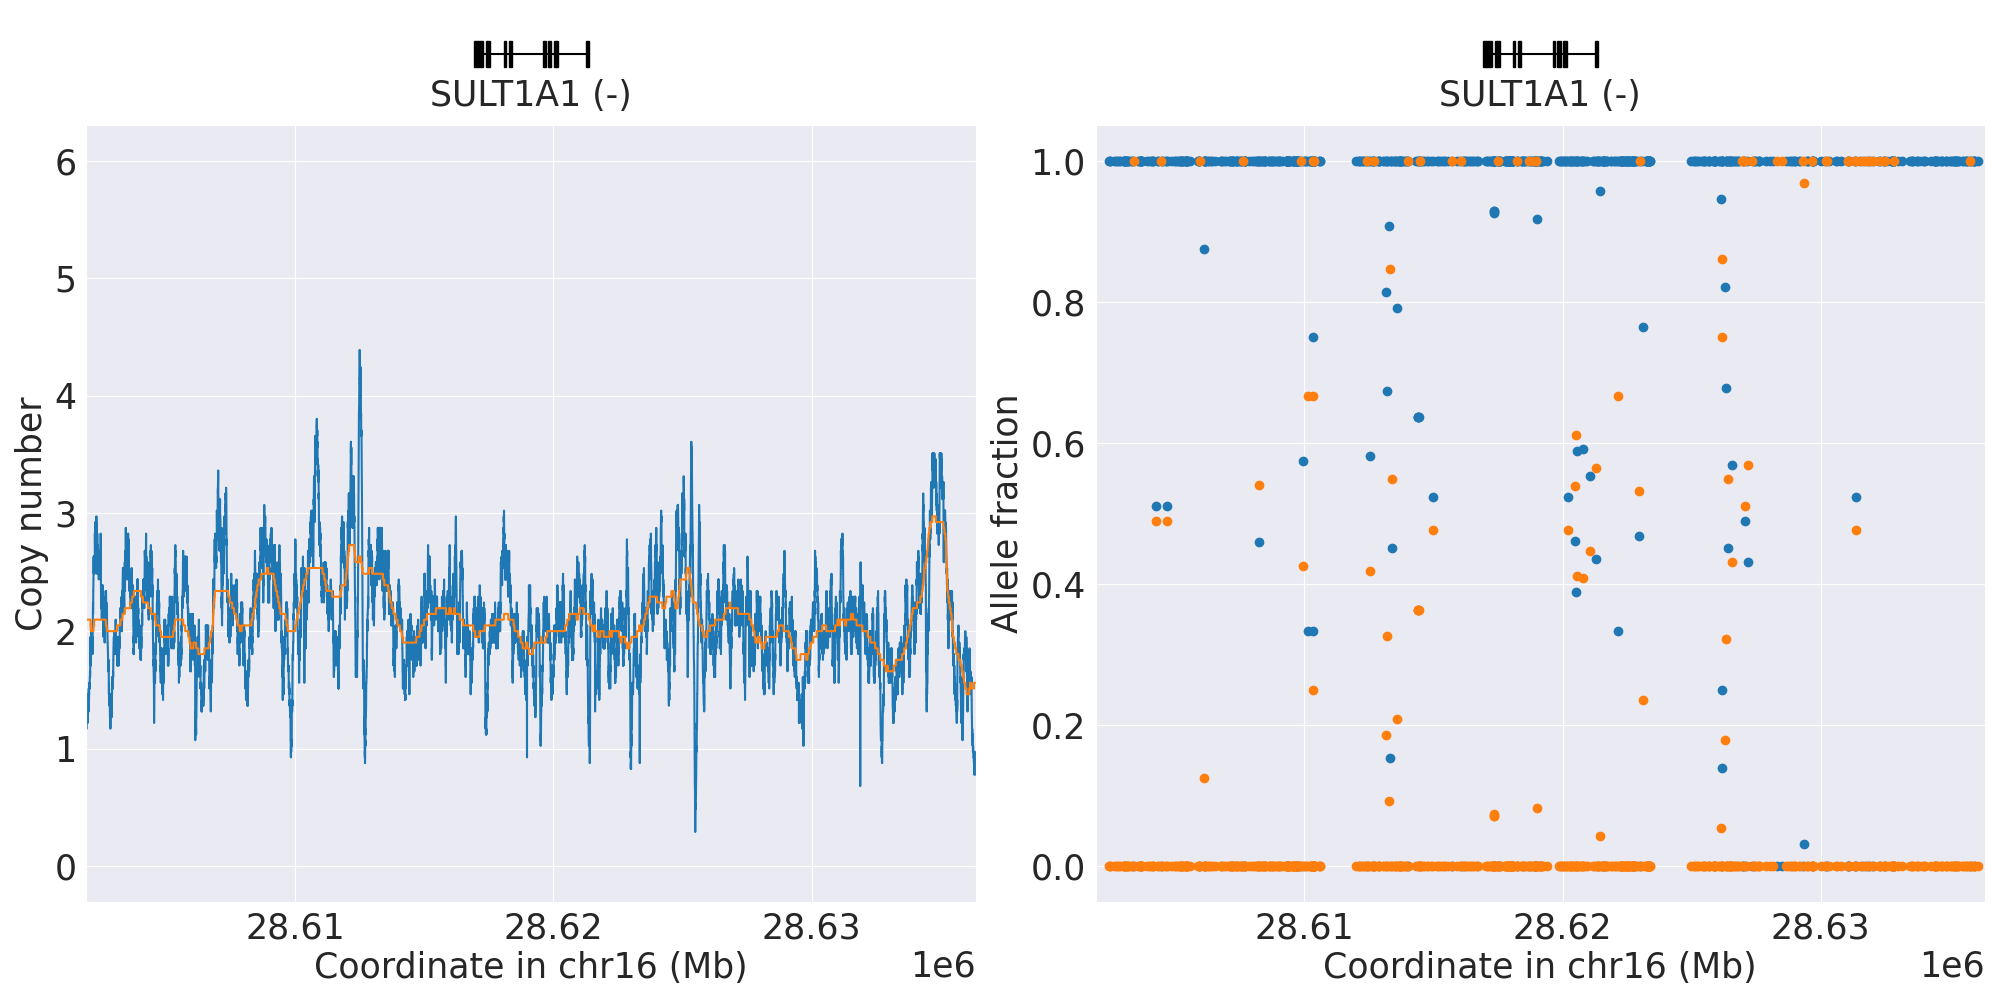 SULT1A1 (-)
SULT1A1 (-)
Copy number
6
5
4
3
2
1
0
28.61
28.62
28.63
Coordinate in chr16 (Mb)
1e6
Allele fraction
1.0
0.8
0.6
0.4
0.2
0.0
28.61
28.62
28.63
Coordinate in chr16 (Mb)
1e6